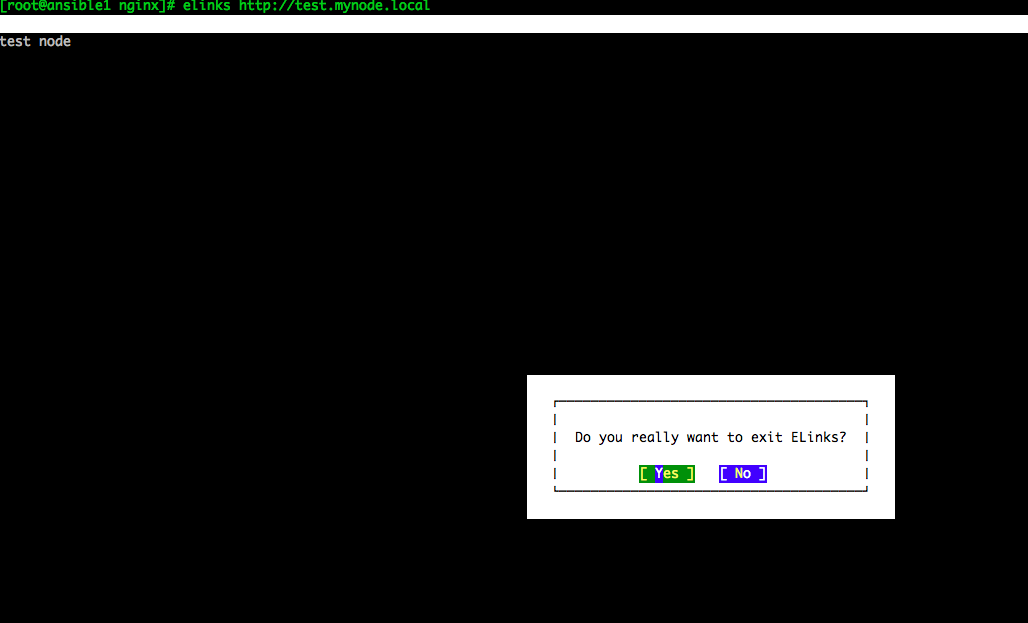 [root@ansible1 nginx]# elinks http://test.mynode.local
test node
Do you really want to exit ELinks?
[ Yes ] [ No ]